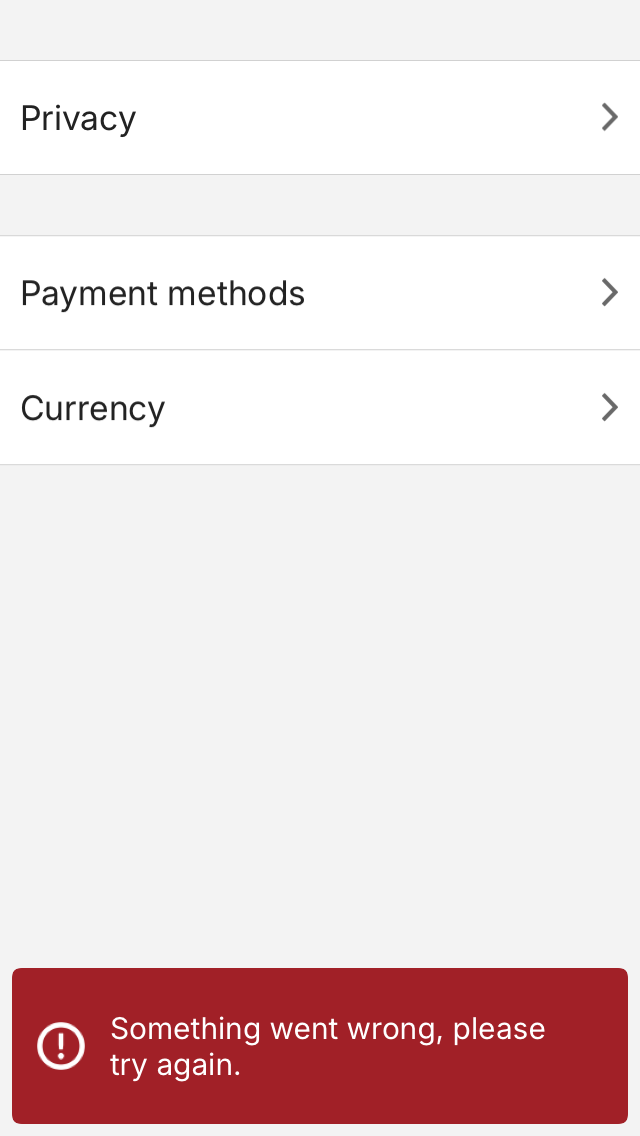 Privacy
Payment methods
Currency
Something went wrong, please
try again.